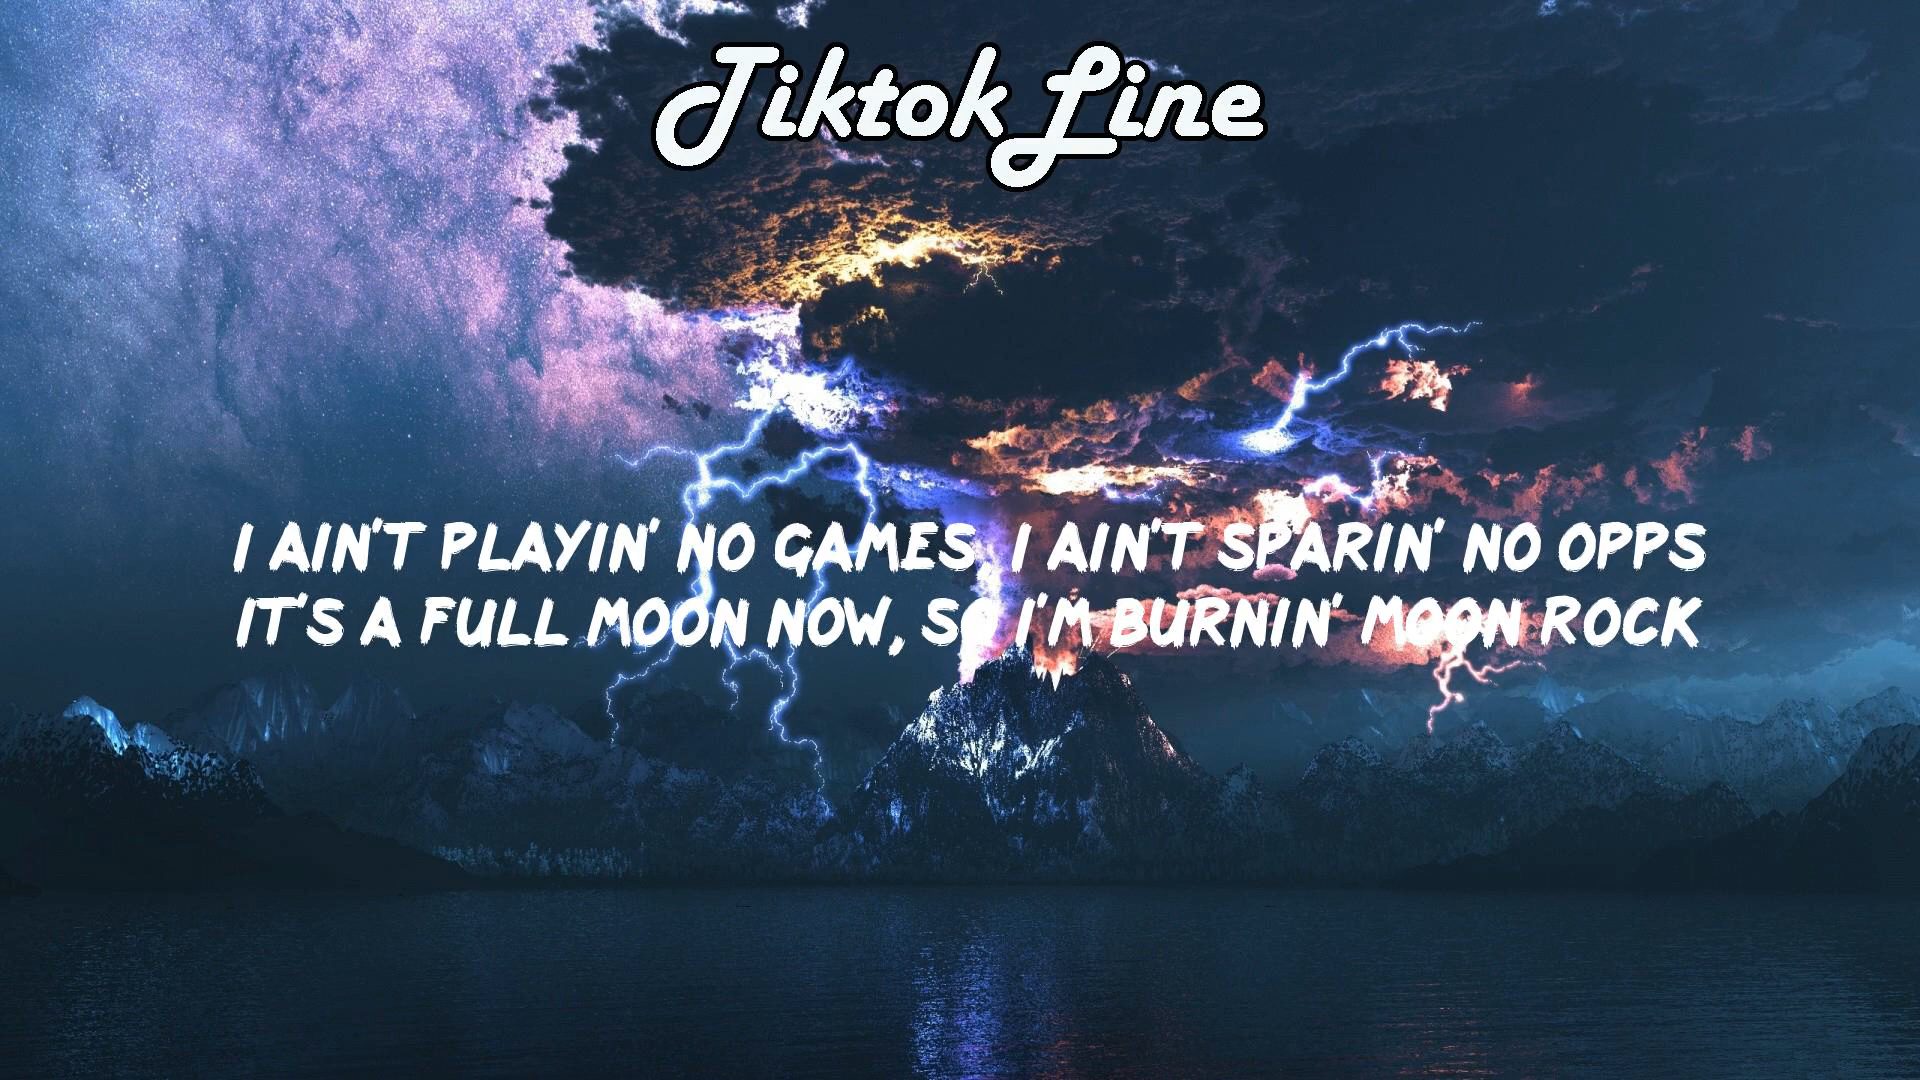 Tiktok Line
I AIN'T PLAYIN' NO GAMES, I AIN'T SPARIN' NO OPPS
IT'S A FULL MOON NOW, SO I'M BURNIN' MOON ROCK